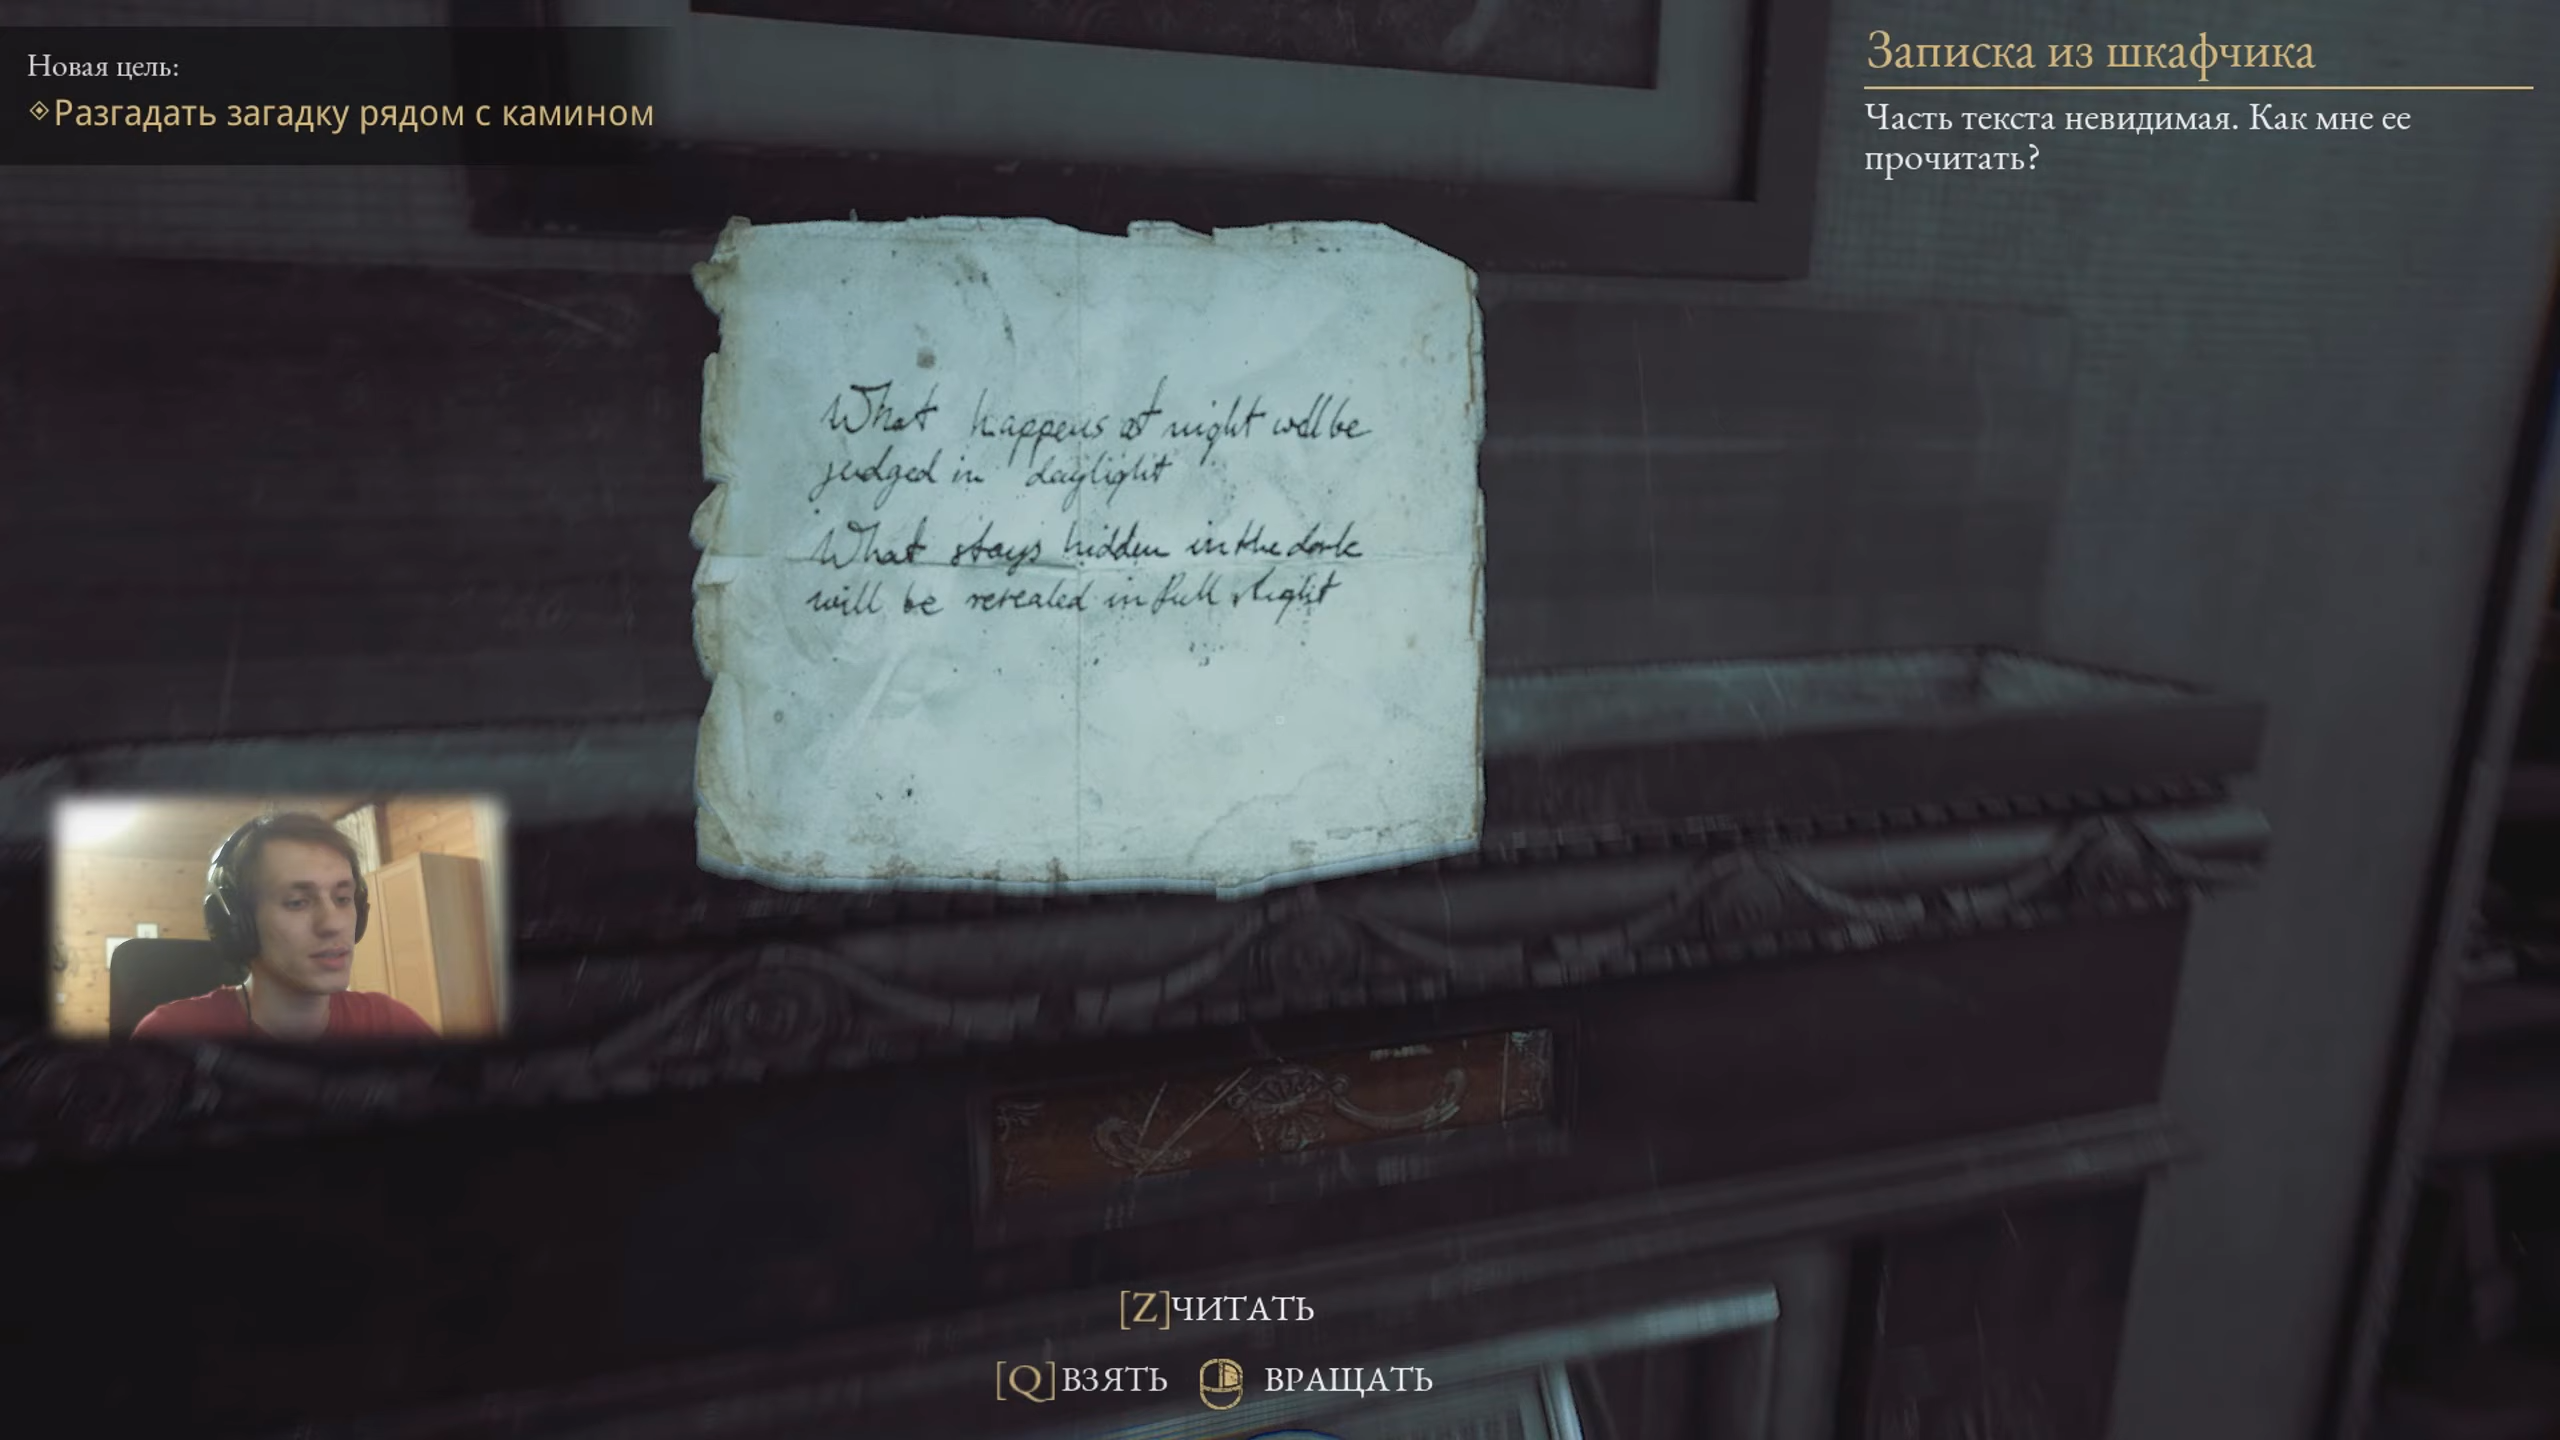 Новая цель:
Разгадать загадку рядом с камином
Записка из шкафчика
Часть текста невидимая. Как мне ее
прочитать?
What happens at night will be
judged in daylight
What stays hidden in the dark
will be revealed in full light
[Z]ЧИТАТЬ
[Q]ВЗЯТЬ ВРАЩАТЬ